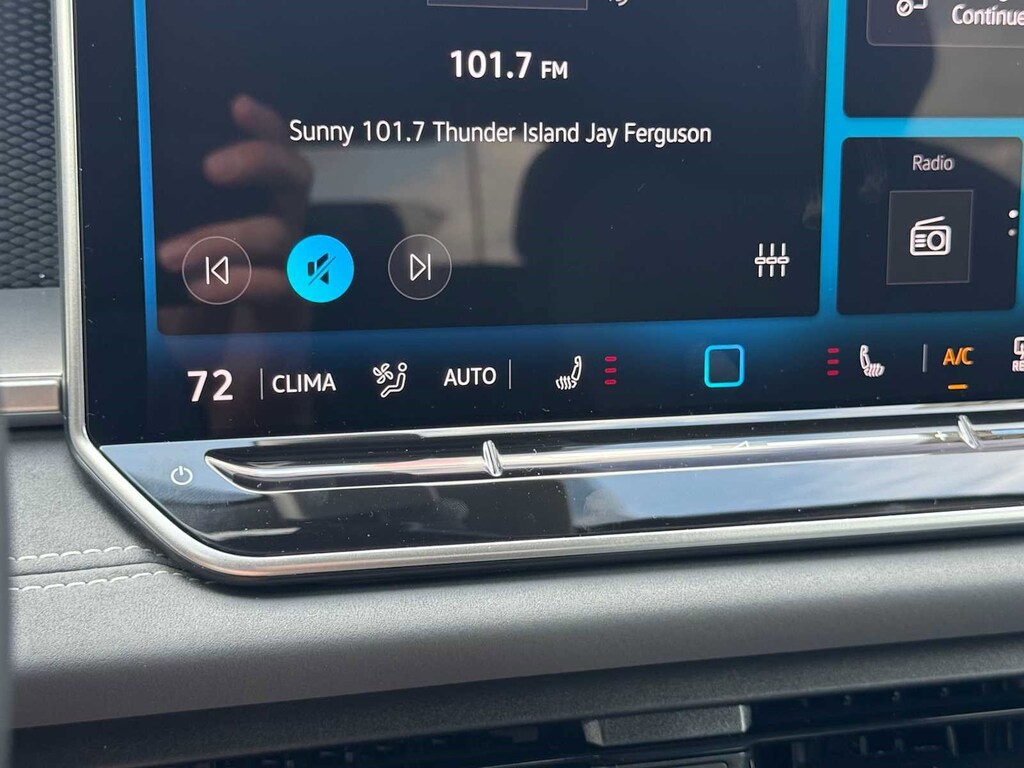 101.7 FM
Continue
Sunny 101.7 Thunder Island Jay Ferguson
Radio
72 CLIMA AUTO A/C